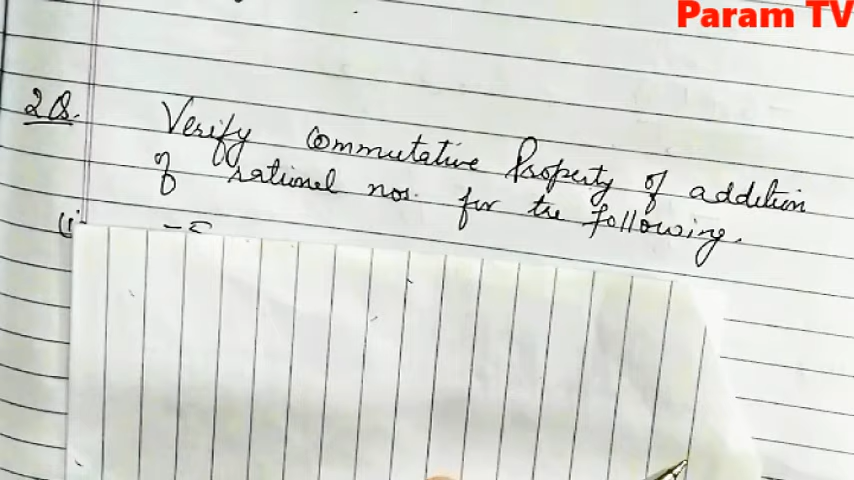 Param TV
2Q. Verify commutative Property of addition
of rational nos. for the following.
(i